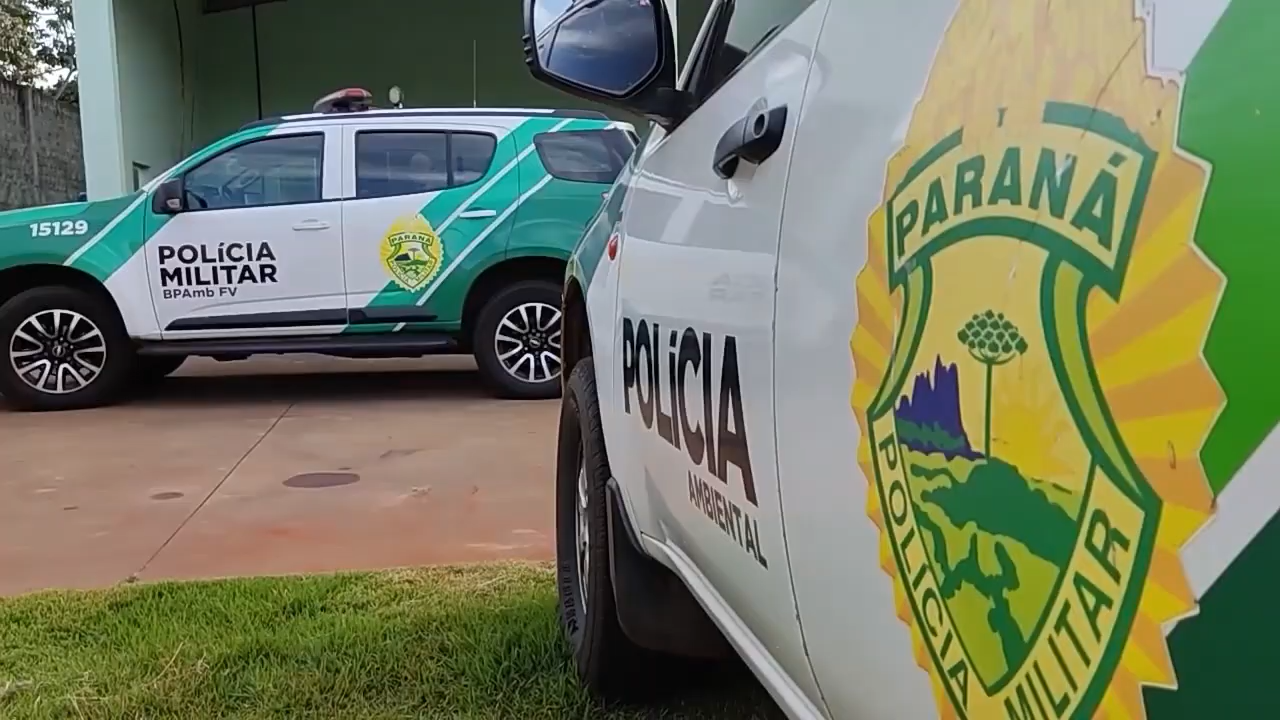 15129
POLÍCIA
MILITAR
BPAmb FV
PARANÁ
POLÍCIA
AMBIENTAL
PARANÁ
POLÍCIA MILITAR